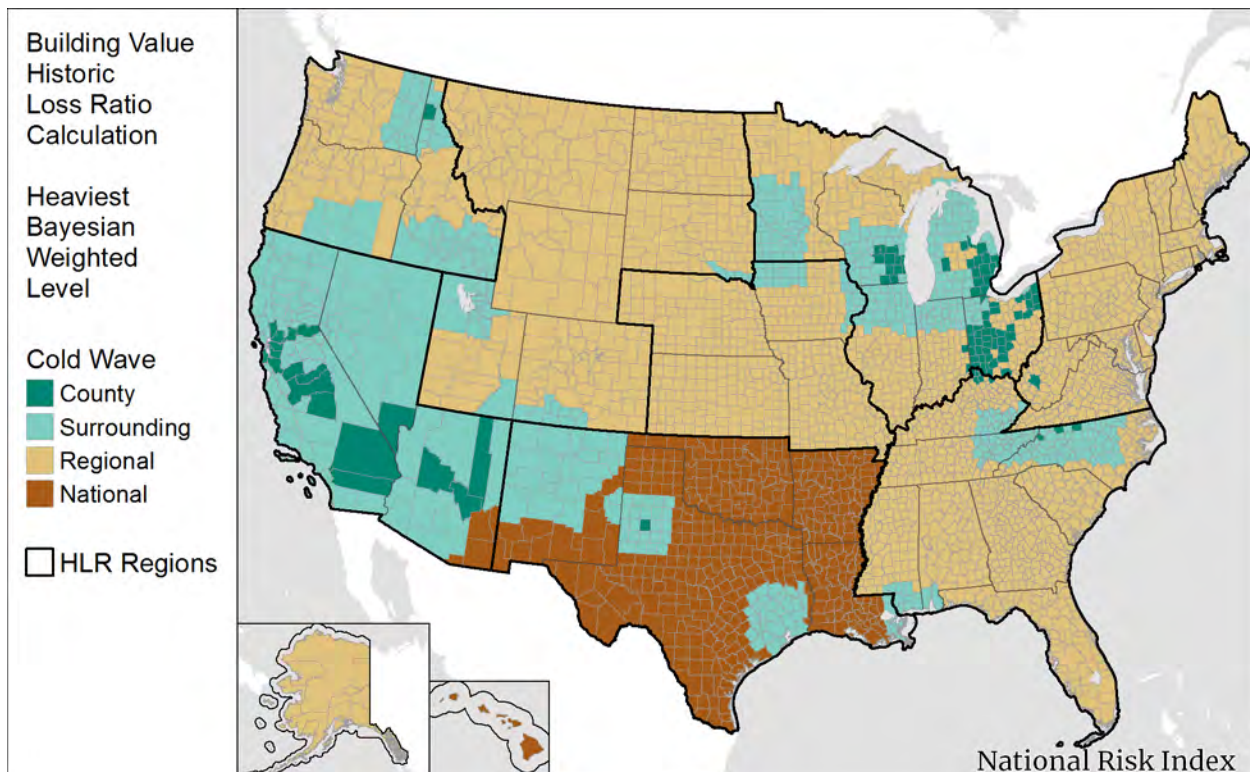 Building Value
Historic
Loss Ratio
Calculation
Heaviest
Bayesian
Weighted
Level
Cold Wave
County
Surrounding
Regional
National
HLR Regions
National Risk Index